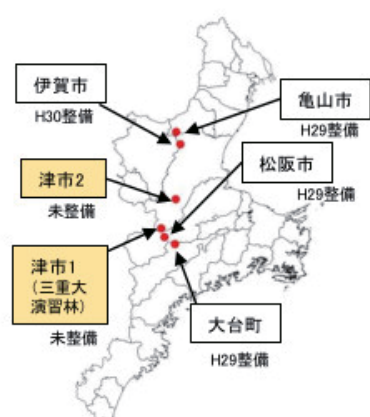 伊賀市
H30整備
亀山市
H29整備
津市2
未整備
松阪市
H29整備
津市1
(三重大
演習林)
未整備
大台町
H29整備